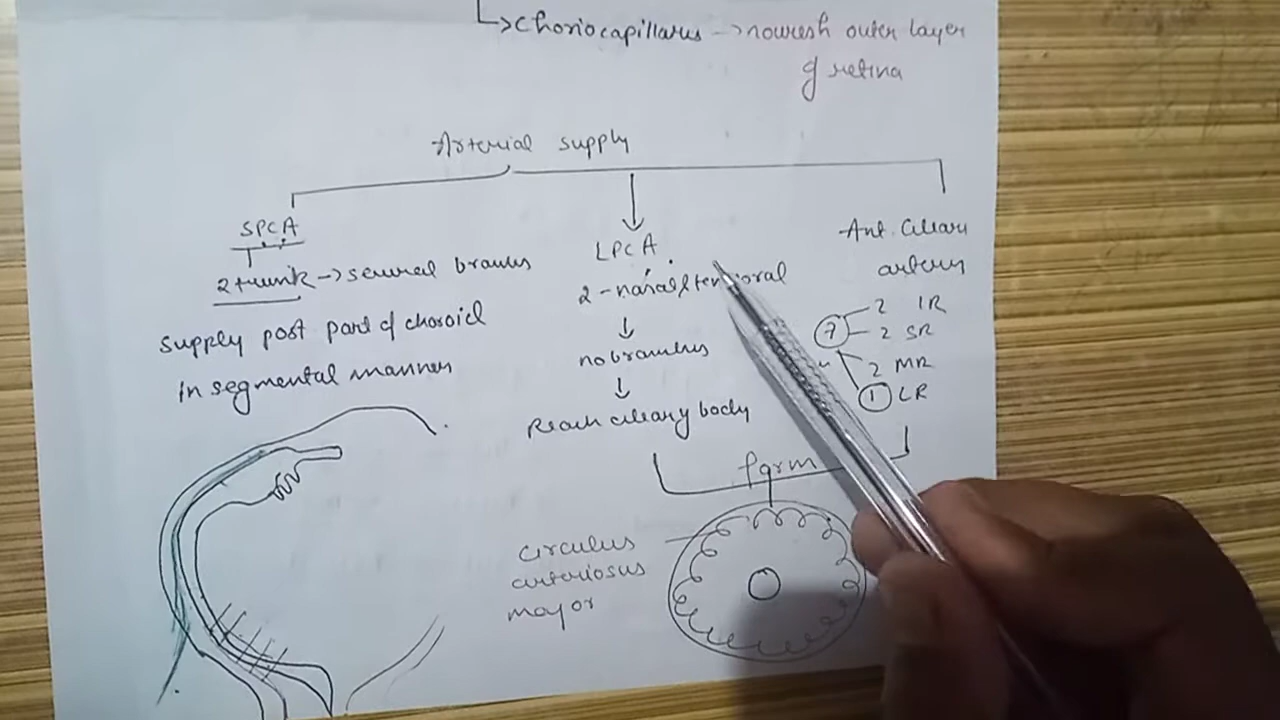 choriocapillaris → nourish outer layer
of retina
Arterial supply
SPCA
2 trunk → several branches
supply post part of choroid
in segmental manner
LPCA
2 - nasal & temporal
↓
no branches
↓
Reach ciliary body
Ant. Ciliary
artery
7
2 IR
2 SR
2 MR
1 LR
form
circulus
arteriosus
major